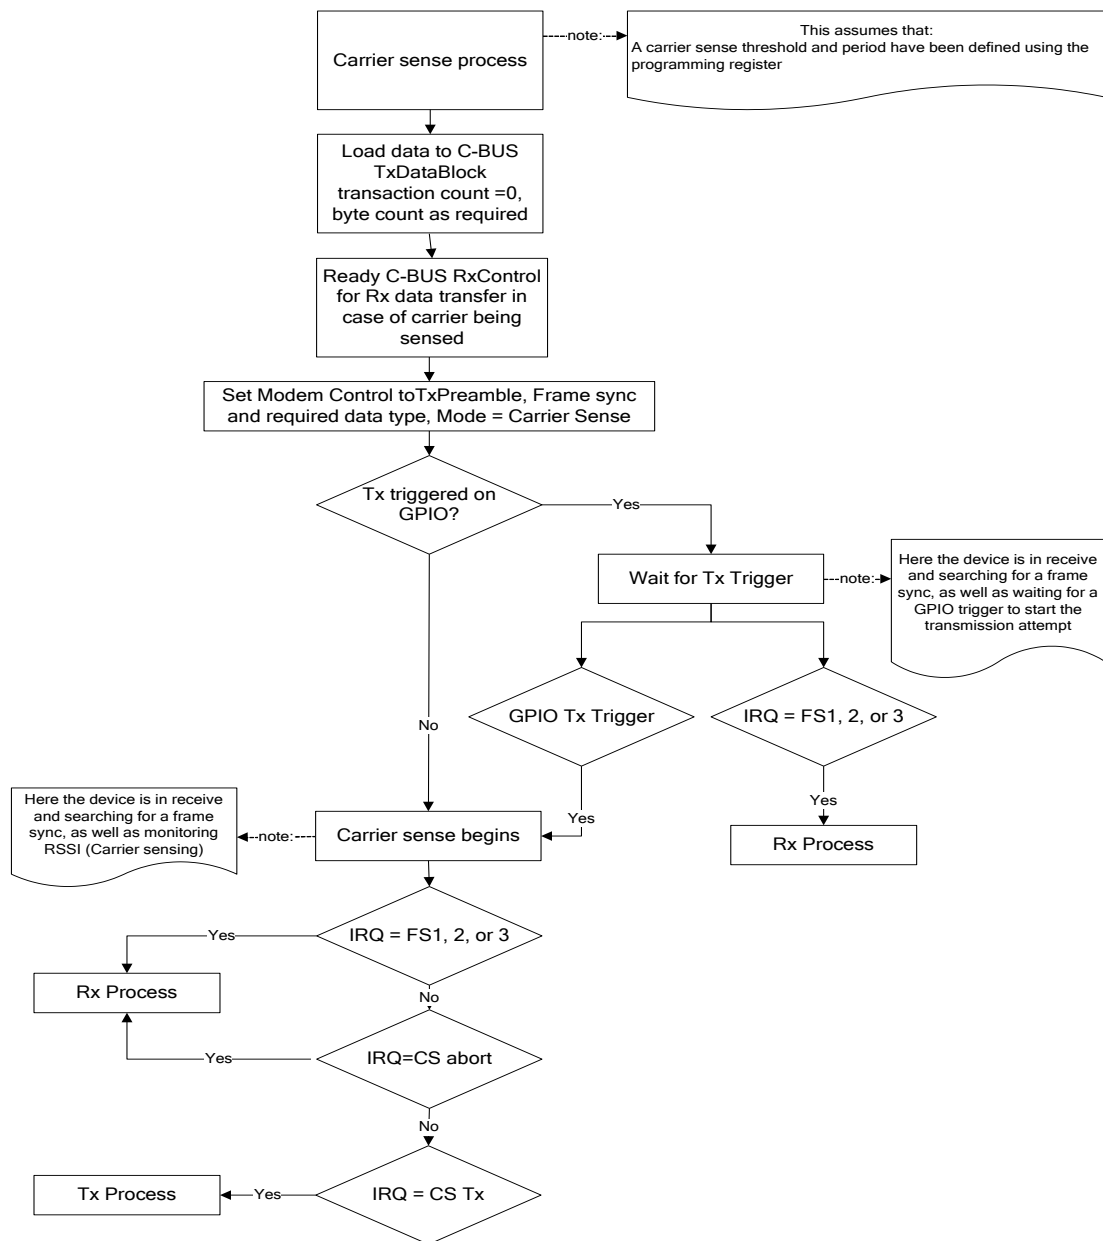 Carrier sense process
note:
This assumes that:
A carrier sense threshold and period have been defined using the
programming register
Load data to C-BUS
TxDataBlock
transaction count =0,
byte count as required
Ready C-BUS RxControl
for Rx data transfer in
case of carrier being
sensed
Set Modem Control toTxPreamble, Frame sync
and required data type, Mode = Carrier Sense
Tx triggered on
GPIO?
Yes
Wait for Tx Trigger
note:
Here the device is in receive
and searching for a frame
sync, as well as waiting for a
GPIO trigger to start the
transmission attempt
GPIO Tx Trigger
IRQ = FS1, 2, or 3
No
Yes
Yes
Rx Process
Here the device is in receive
and searching for a frame
sync, as well as monitoring
RSSI (Carrier sensing)
note:
Carrier sense begins
IRQ = FS1, 2, or 3
Yes
Rx Process
No
Yes
IRQ=CS abort
No
Tx Process
Yes
IRQ = CS Tx